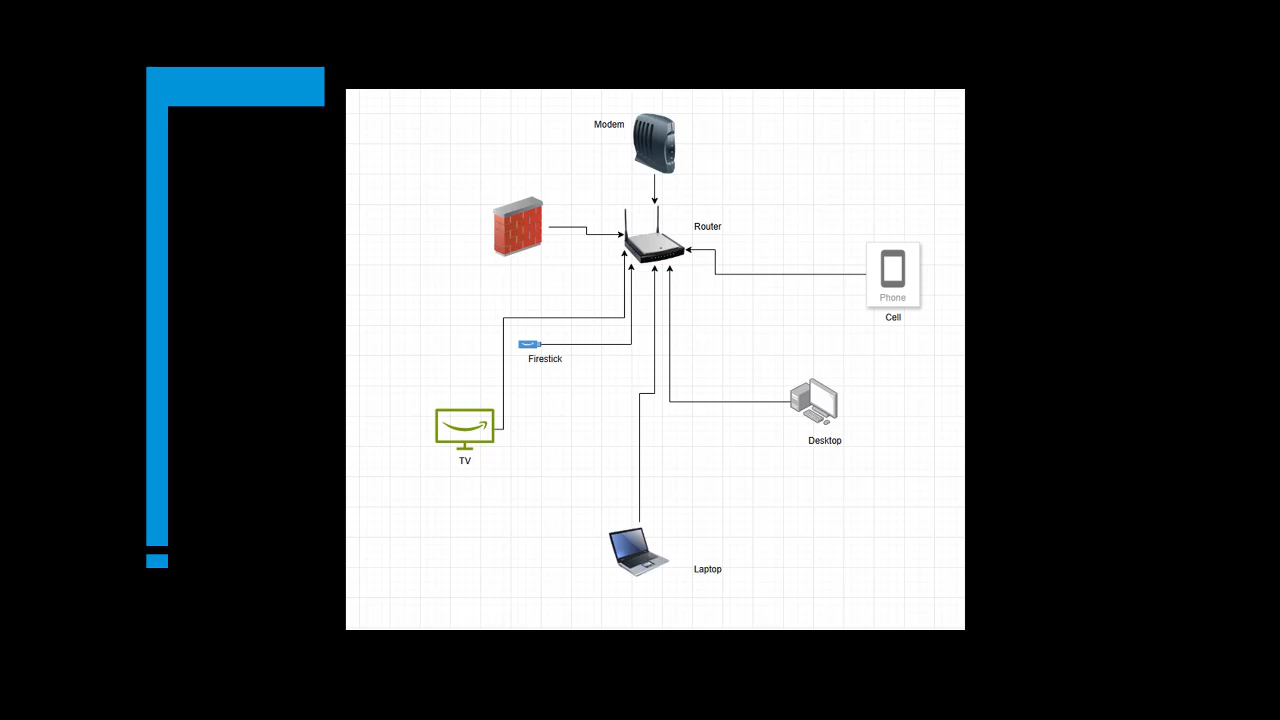 Modem
Router
Phone
Cell
Firestick
Desktop
TV
Laptop